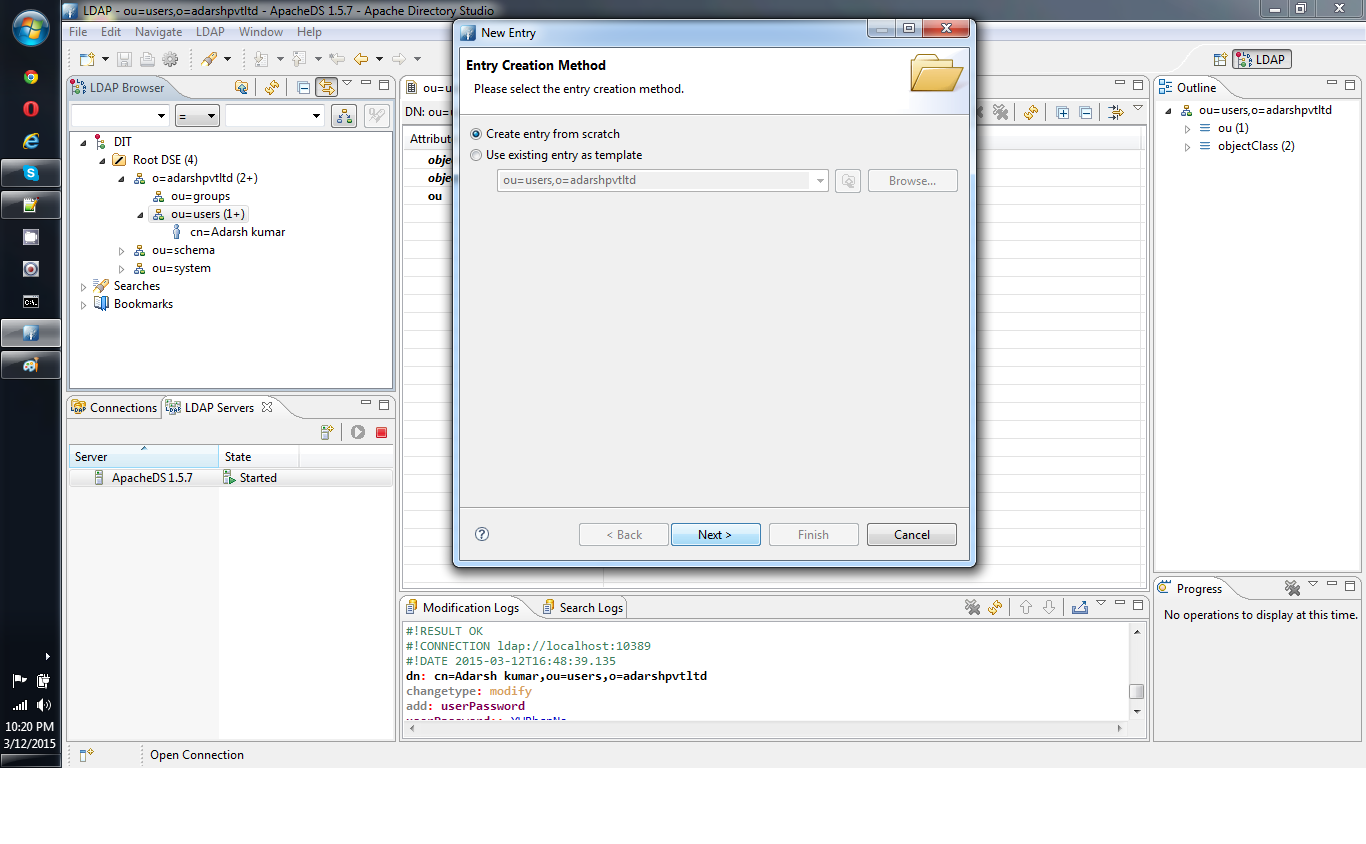 LDAP - ou=users,o=adarshpvtltd - ApacheDS 1.5.7 - Apache Directory Studio
File Edit Navigate LDAP Window Help
LDAP
LDAP Browser
=
DIT
Root DSE (4)
o=adarshpvtltd (2+)
ou=groups
ou=users (1+)
cn=Adarsh kumar
ou=schema
ou=system
Searches
Bookmarks
Connections LDAP Servers
Server State
ApacheDS 1.5.7 Started
DN: ou=
ou
New Entry
Entry Creation Method
Please select the entry creation method.
Create entry from scratch
Use existing entry as template
ou=users,o=adarshpvtltd Browse...
? < Back Next > Finish Cancel
Modification Logs Search Logs
#!RESULT OK
#!CONNECTION ldap://localhost:10389
#!DATE 2015-03-12T16:48:39.135
dn: cn=Adarsh kumar,ou=users,o=adarshpvtltd
changetype: modify
add: userPassword
Outline
ou=users,o=adarshpvtltd
ou (1)
objectClass (2)
Progress
No operations to display at this time.
10:20 PM
3/12/2015
Open Connection